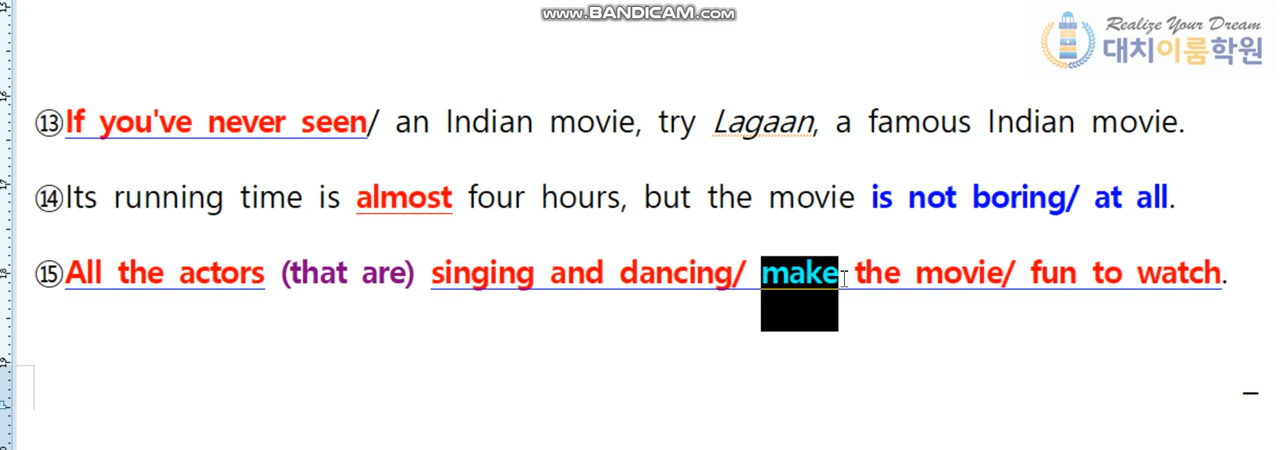 www.BANDICAM.com
Realize Your Dream
대치이룸학원
⑬If you've never seen/ an Indian movie, try Lagaan, a famous Indian movie.
⑭Its running time is almost four hours, but the movie is not boring/ at all.
⑮All the actors (that are) singing and dancing/ make the movie/ fun to watch.